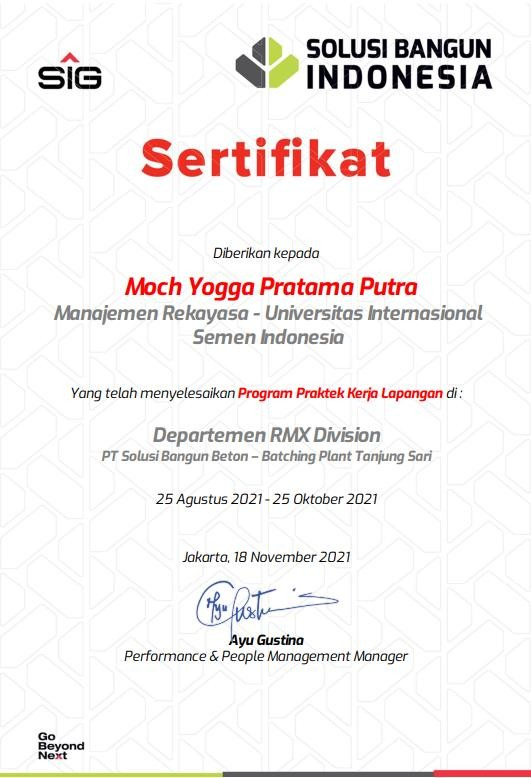 SIG
SOLUSI BANGUN
INDONESIA
Sertifikat
Diberikan kepada
Moch Yogga Pratama Putra
Manajemen Rekayasa - Universitas Internasional
Semen Indonesia
Yang telah menyelesaikan Program Praktek Kerja Lapangan di :
Departemen RMX Division
PT Solusi Bangun Beton – Batching Plant Tanjung Sari
25 Agustus 2021 - 25 Oktober 2021
Jakarta, 18 November 2021
Ayu Gustina
Performance & People Management Manager
Go
Beyond
Next